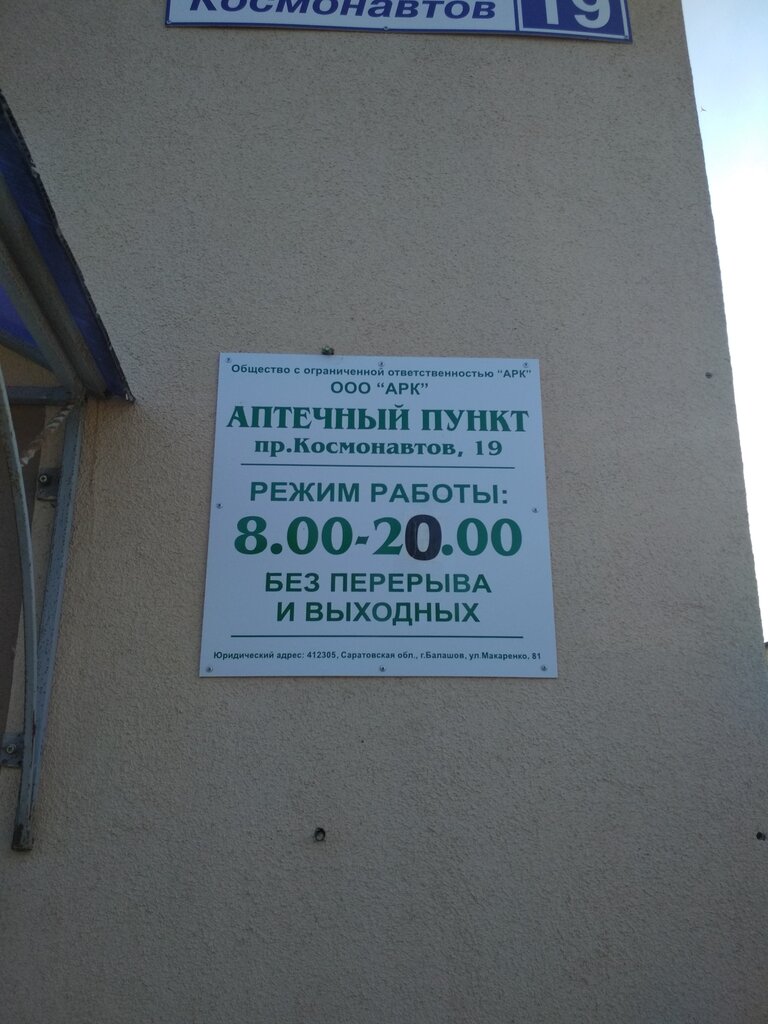 Космонавтов 19
Общество с ограниченной ответственностью "АРК"
ООО "АРК"
АПТЕЧНЫЙ ПУНКТ
пр.Космонавтов, 19
РЕЖИМ РАБОТЫ:
8.00-20.00
БЕЗ ПЕРЕРЫВА
И ВЫХОДНЫХ
Юридический адрес: 412305, Саратовская обл., г.Балашов, ул.Макаренко, 81